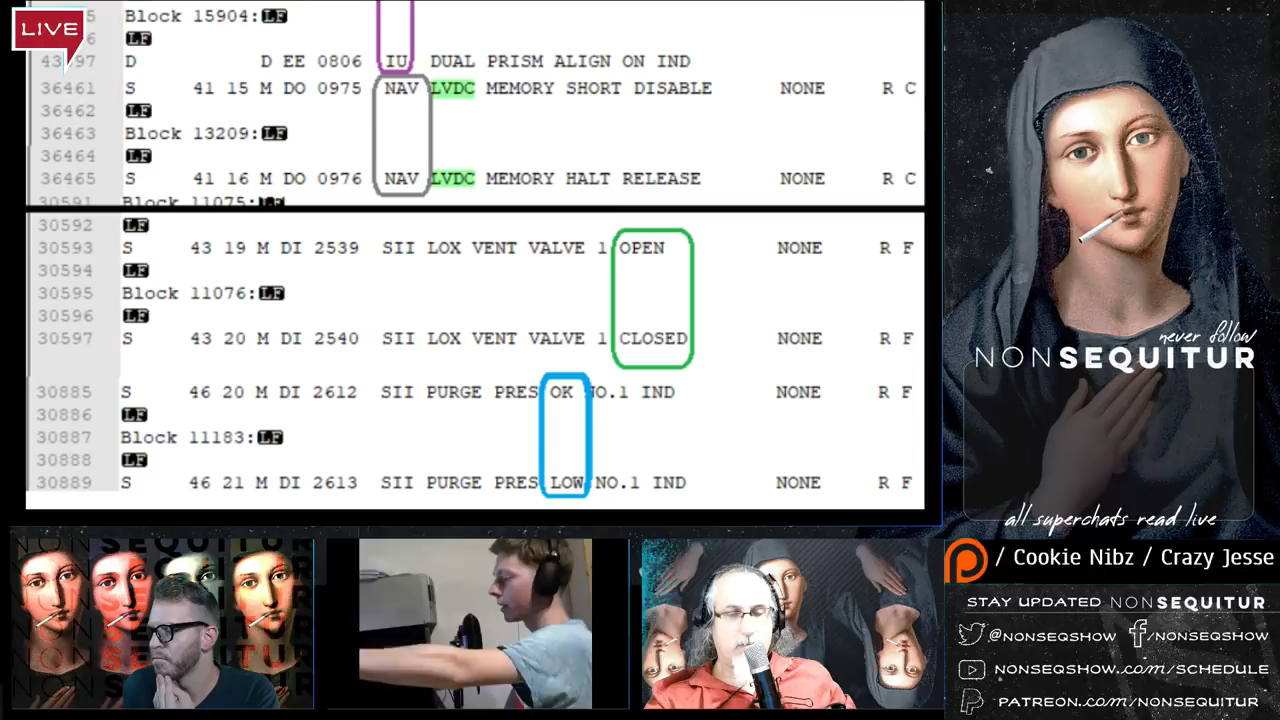 LIVE
Block 15904:LF
LF
D D EE 0806 IU DUAL PRISM ALIGN ON IND
36461 S 41 15 M DO 0975 NAV LVDC MEMORY SHORT DISABLE NONE R C
36462 LF
36463 Block 13209:LF
36464 LF
36465 S 41 16 M DO 0976 NAV LVDC MEMORY HALT RELEASE NONE R C
30591 Block 11075:LF
30592 LF
30593 S 43 19 M DI 2539 SII LOX VENT VALVE 1 OPEN NONE R F
30594 LF
30595 Block 11076:LF
30596 LF
30597 S 43 20 M DI 2540 SII LOX VENT VALVE 1 CLOSED NONE R F
30885 S 46 20 M DI 2612 SII PURGE PRES OK NO.1 IND NONE R F
30886 LF
30887 Block 11183:LF
30888 LF
30889 S 46 21 M DI 2613 SII PURGE PRES LOW NO.1 IND NONE R F
never follow
NONSEQUITUR
all superchats read live
/ Cookie Nibz / Crazy Jesse
STAY UPDATED NONSEQUITUR
@NONSEQSHOW
/NONSEQSHOW
NONSEQSHOW.com/SCHEDULE
PATREON.com/NONSEQUITUR